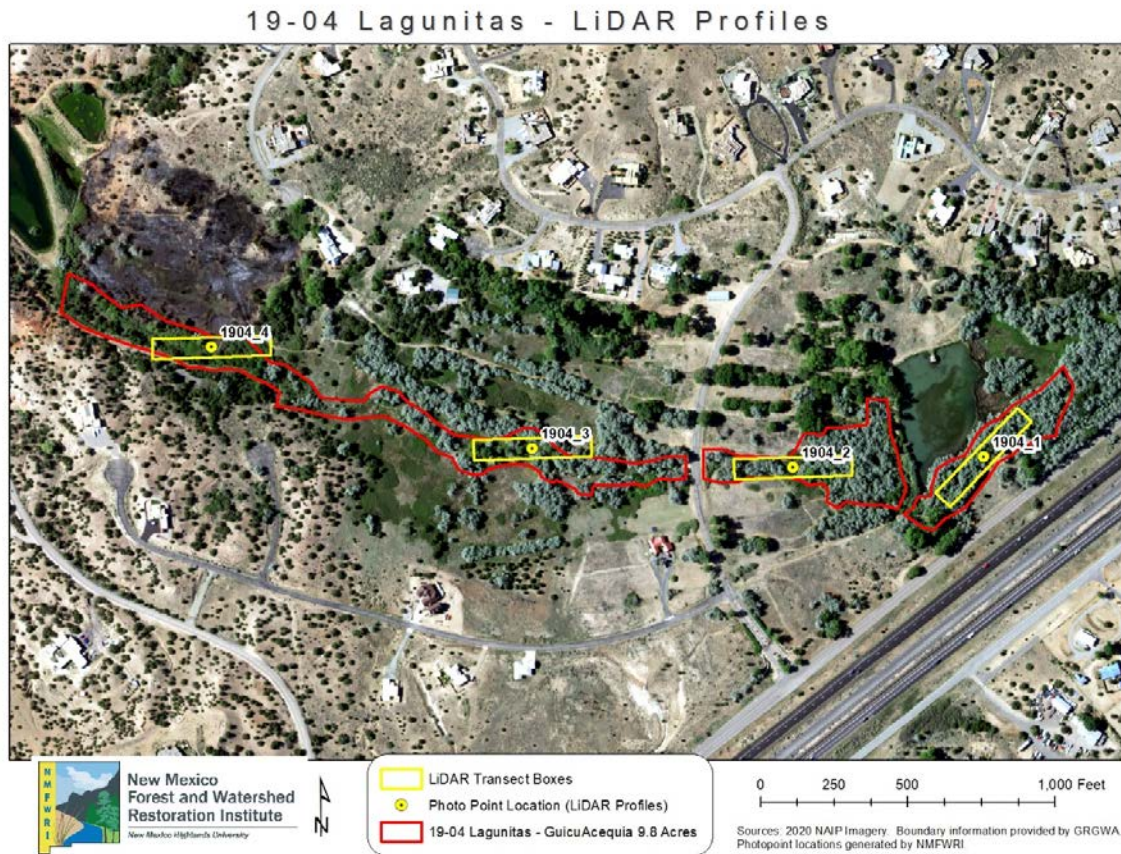 19-04 Lagunitas - LiDAR Profiles
1904_4
1904_3
1904_2
1904_1
NMFWRI
New Mexico
Forest and Watershed
Restoration Institute
New Mexico Highlands University
N
LiDAR Transect Boxes
Photo Point Location (LiDAR Profiles)
19-04 Lagunitas - GuicuAcequia 9.8 Acres
0 250 500 1,000 Feet
Sources: 2020 NAIP Imagery. Boundary information provided by GRGWA.
Photopoint locations generated by NMFWRI